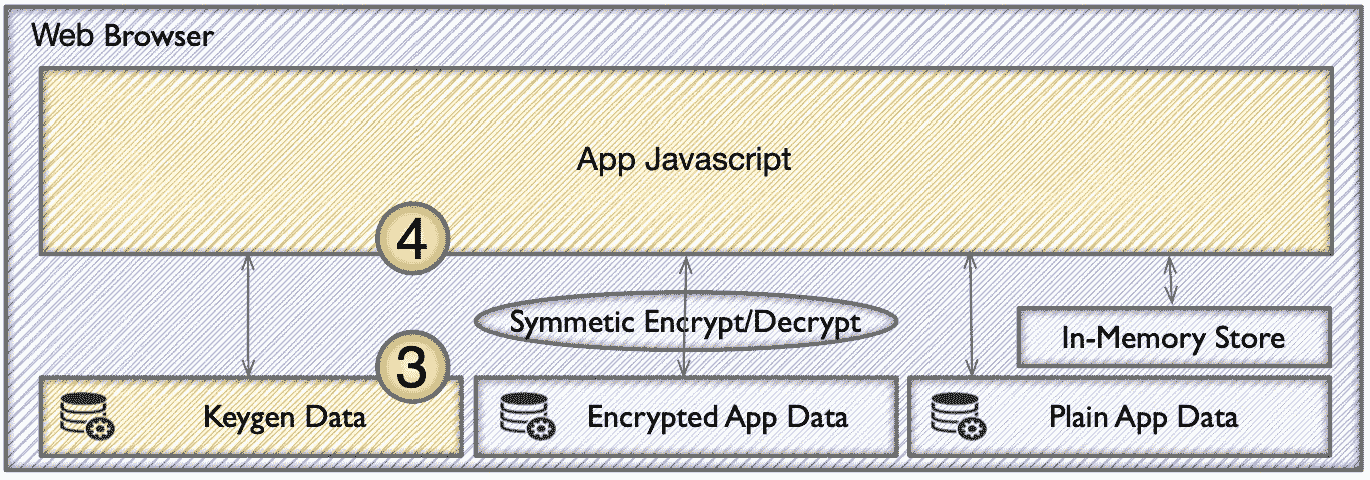 Web Browser
App Javascript
4
Symmetic Encrypt/Decrypt
In-Memory Store
3
Keygen Data
Encrypted App Data
Plain App Data